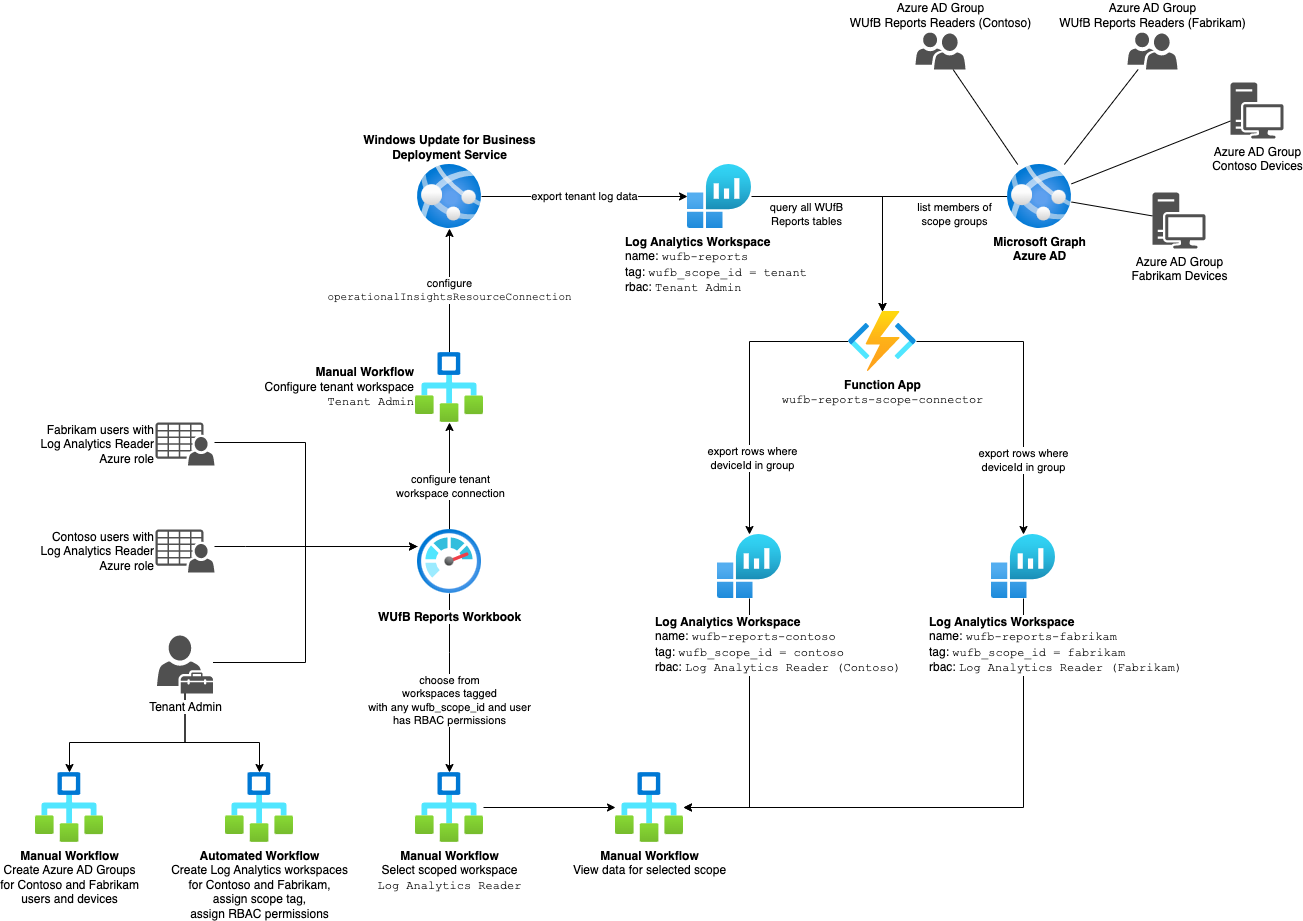 Azure AD Group
WUfB Reports Readers (Contoso)
Azure AD Group
WUfB Reports Readers (Fabrikam)
Azure AD Group
Contoso Devices
Azure AD Group
Fabrikam Devices
Windows Update for Business
Deployment Service
export tenant log data
Log Analytics Workspace
name: wufb-reports
tag: wufb_scope_id = tenant
rbac: Tenant Admin
query all WUfB
Reports tables
list members of
scope groups
Microsoft Graph
Azure AD
configure
operationalInsightsResourceConnection
Manual Workflow
Configure tenant workspace
Tenant Admin
Function App
wufb-reports-scope-connector
Fabrikam users with
Log Analytics Reader
Azure role
configure tenant
workspace connection
export rows where
deviceId in group
export rows where
deviceId in group
Contoso users with
Log Analytics Reader
Azure role
WUfB Reports Workbook
Log Analytics Workspace
name: wufb-reports-contoso
tag: wufb_scope_id = contoso
rbac: Log Analytics Reader (Contoso)
Log Analytics Workspace
name: wufb-reports-fabrikam
tag: wufb_scope_id = fabrikam
rbac: Log Analytics Reader (Fabrikam)
Tenant Admin
choose from
workspaces tagged
with any wufb_scope_id and user
has RBAC permissions
Manual Workflow
Create Azure AD Groups
for Contoso and Fabrikam
users and devices
Automated Workflow
Create Log Analytics workspaces
for Contoso and Fabrikam,
assign scope tag,
assign RBAC permissions
Manual Workflow
Select scoped workspace
Log Analytics Reader
Manual Workflow
View data for selected scope